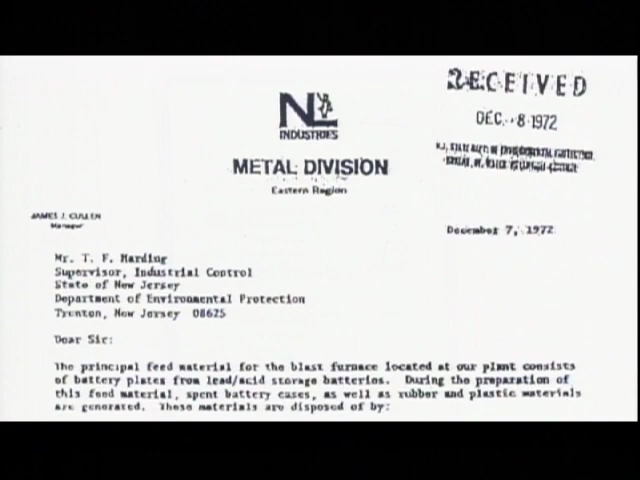 RECEIVED
DEC. 8 1972
NL
INDUSTRIES
METAL DIVISION
Eastern Region
JAMES J. CULLEN
Manager
December 7, 1972
Mr. T. F. Harding
Supervisor, Industrial Control
State of New Jersey
Department of Environmental Protection
Trenton, New Jersey 08625
Dear Sir:
The principal feed material for the blast furnace located at our plant consists
of battery plates from lead/acid storage batteries. During the preparation of
this feed material, spent battery cases, as well as rubber and plastic materials
are generated. These materials are disposed of by: